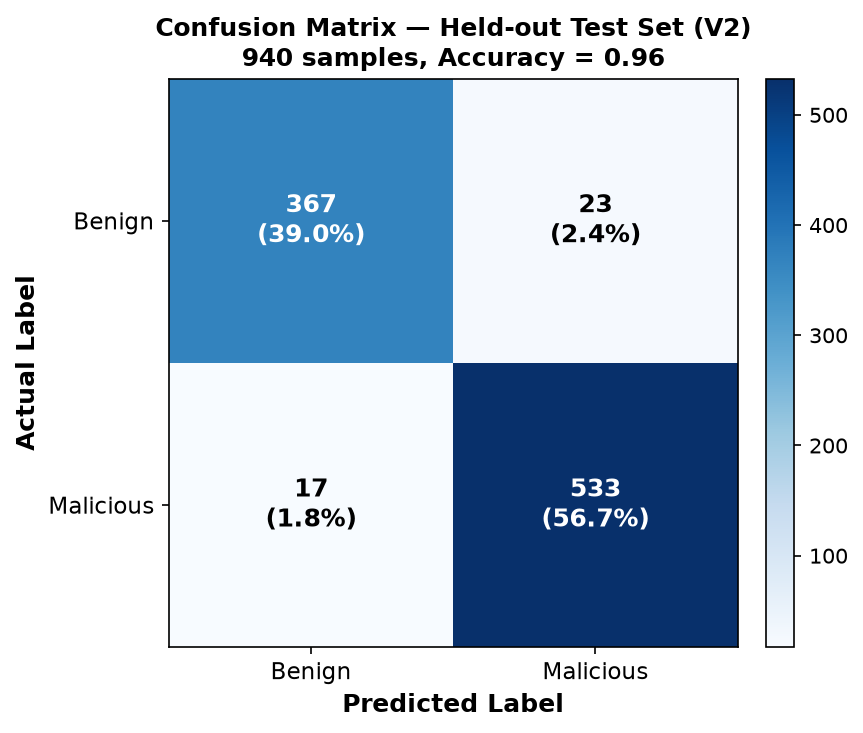 Confusion Matrix — Held-out Test Set (V2)
940 samples, Accuracy = 0.96
Actual Label
Benign
367
(39.0%)
23
(2.4%)
Malicious
17
(1.8%)
533
(56.7%)
Benign
Malicious
Predicted Label
500
400
300
200
100